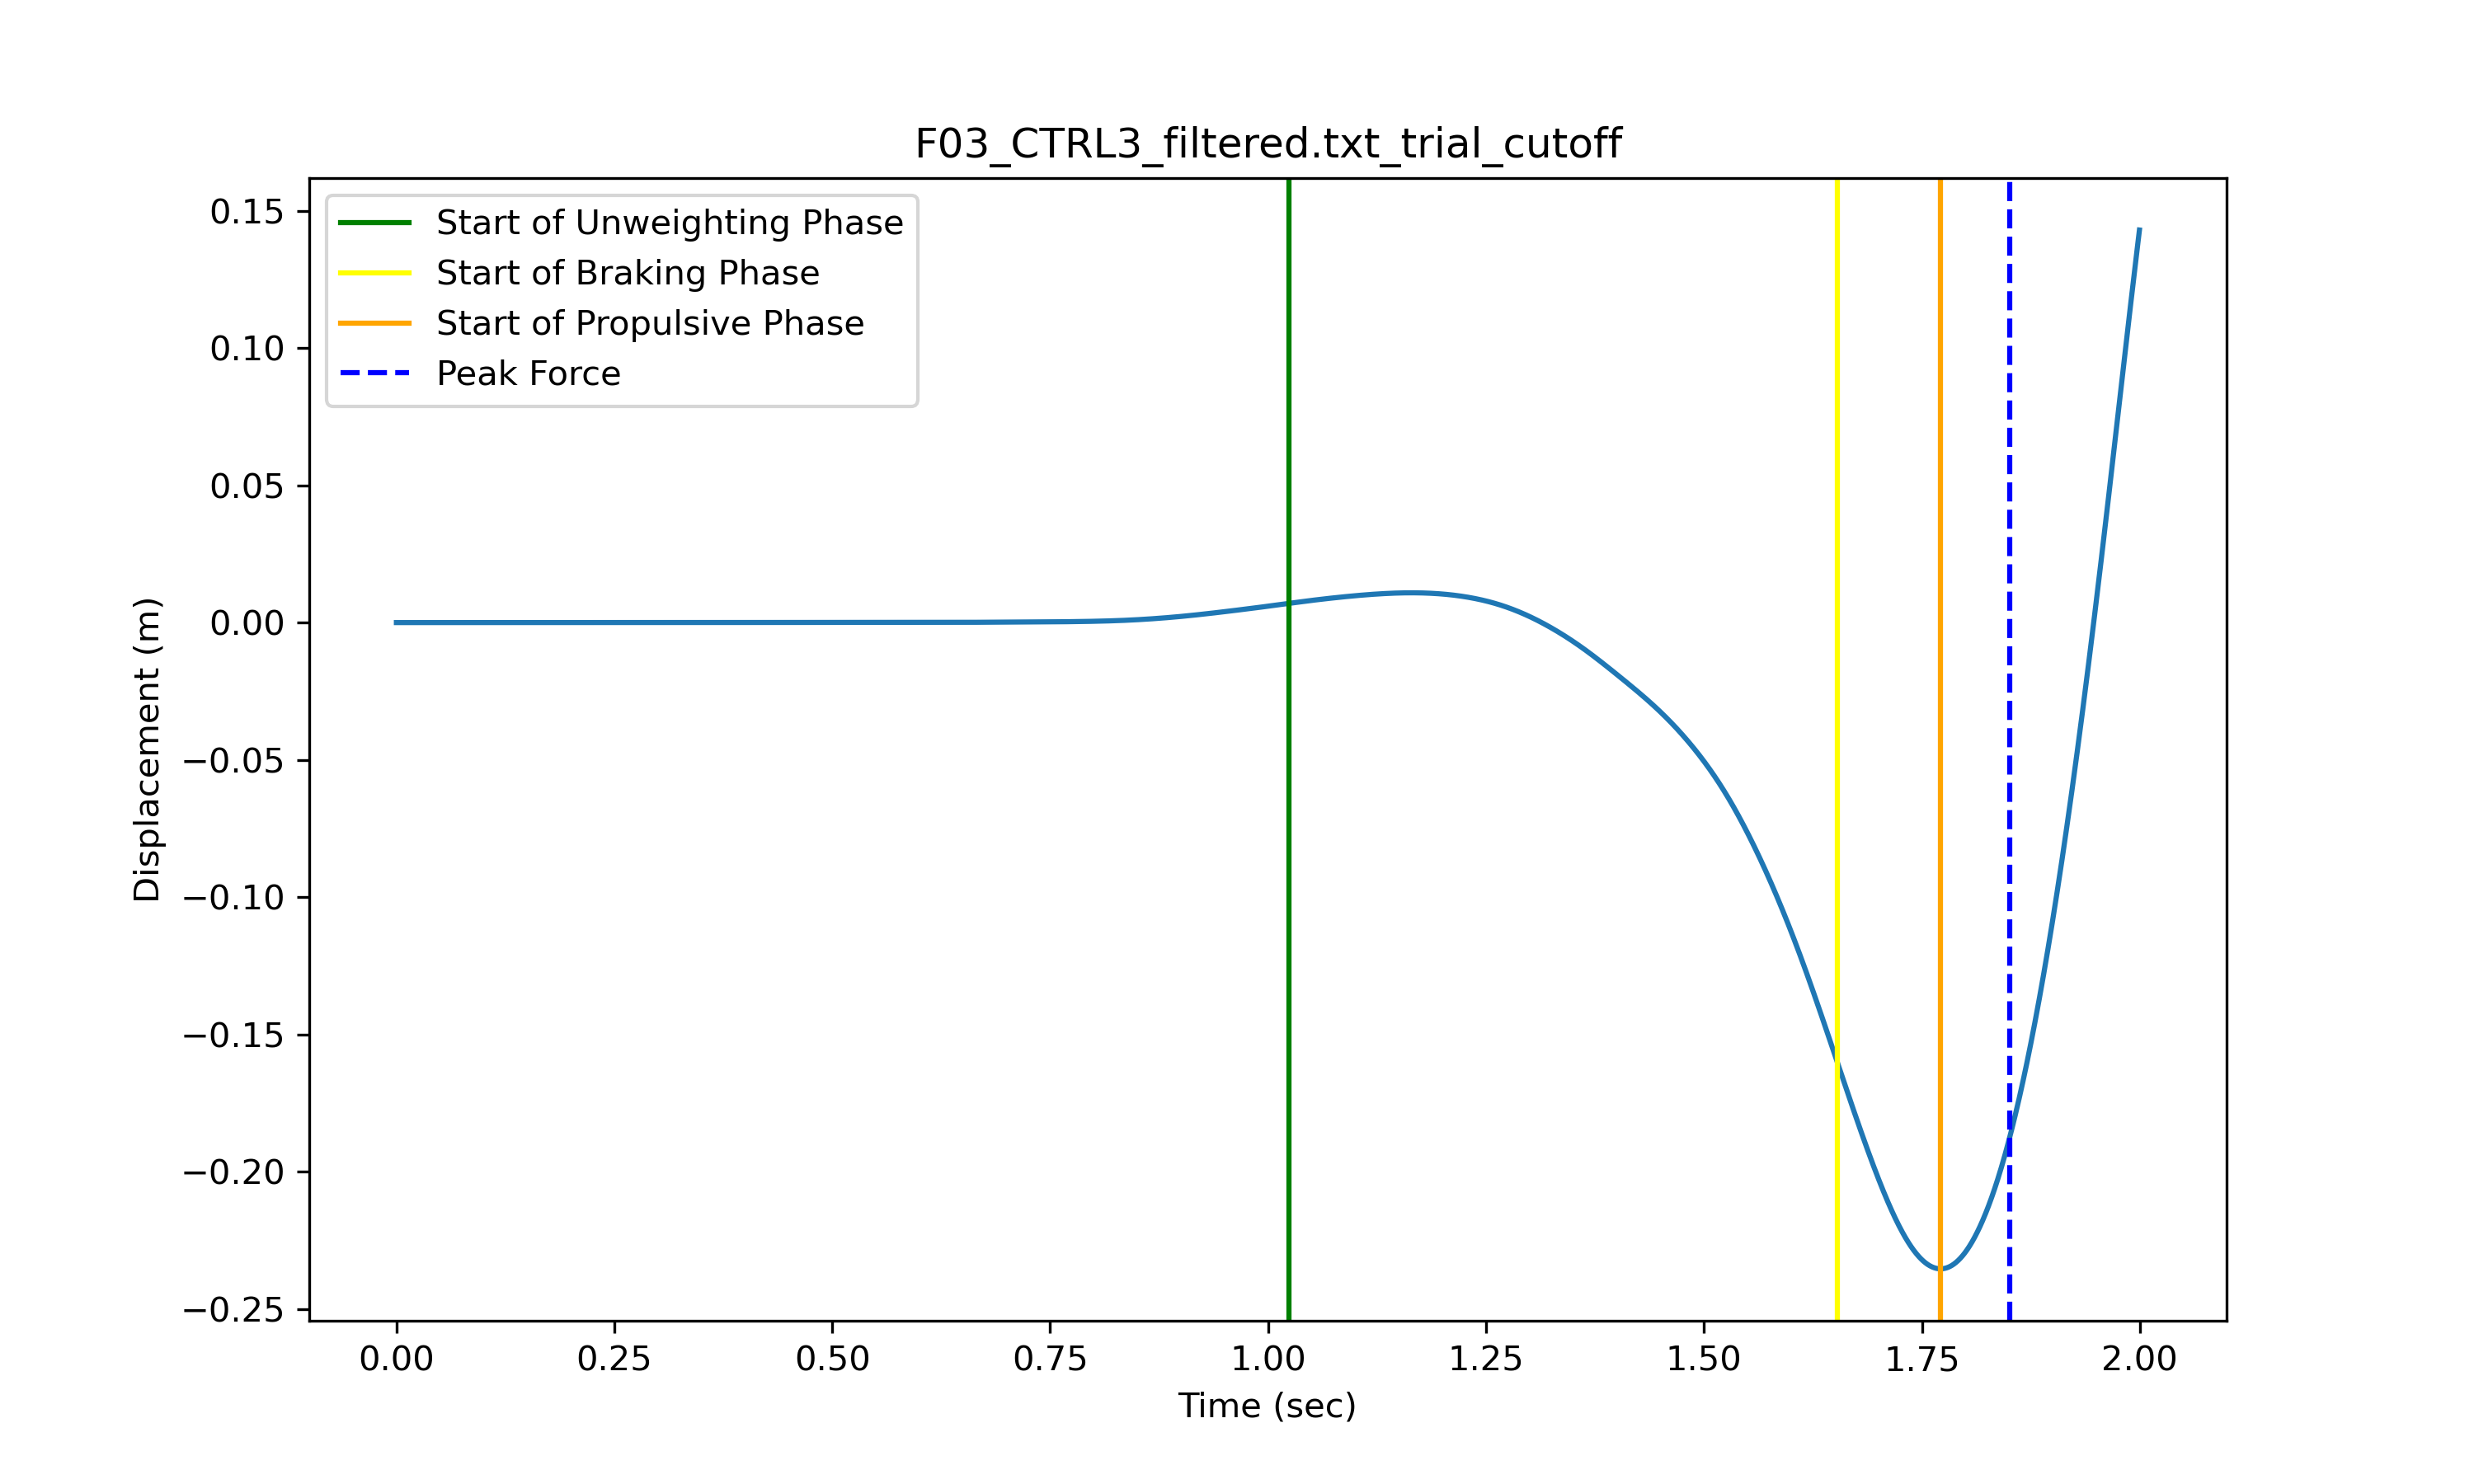 F03_CTRL3_filtered.txt_trial_cutoff
Start of Unweighting Phase
Start of Braking Phase
Start of Propulsive Phase
Peak Force
0.15
0.10
0.05
0.00
−0.05
−0.10
−0.15
−0.20
−0.25
Displacement (m)
0.00 0.25 0.50 0.75 1.00 1.25 1.50 1.75 2.00
Time (sec)